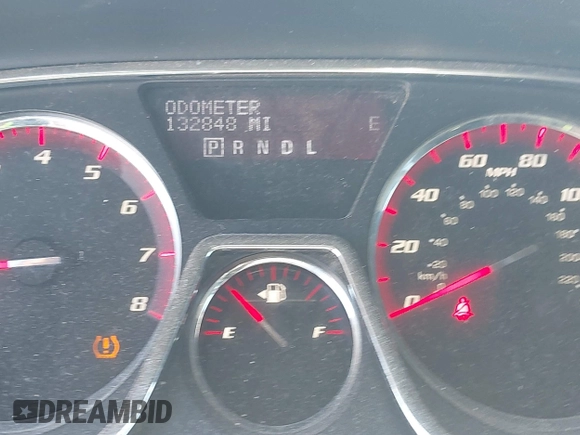 ODOMETER
132848 MI E
P R N D L
4 5 6 7 8
20 40 60 80
MPH
km/h
0
E F
DREAMBID